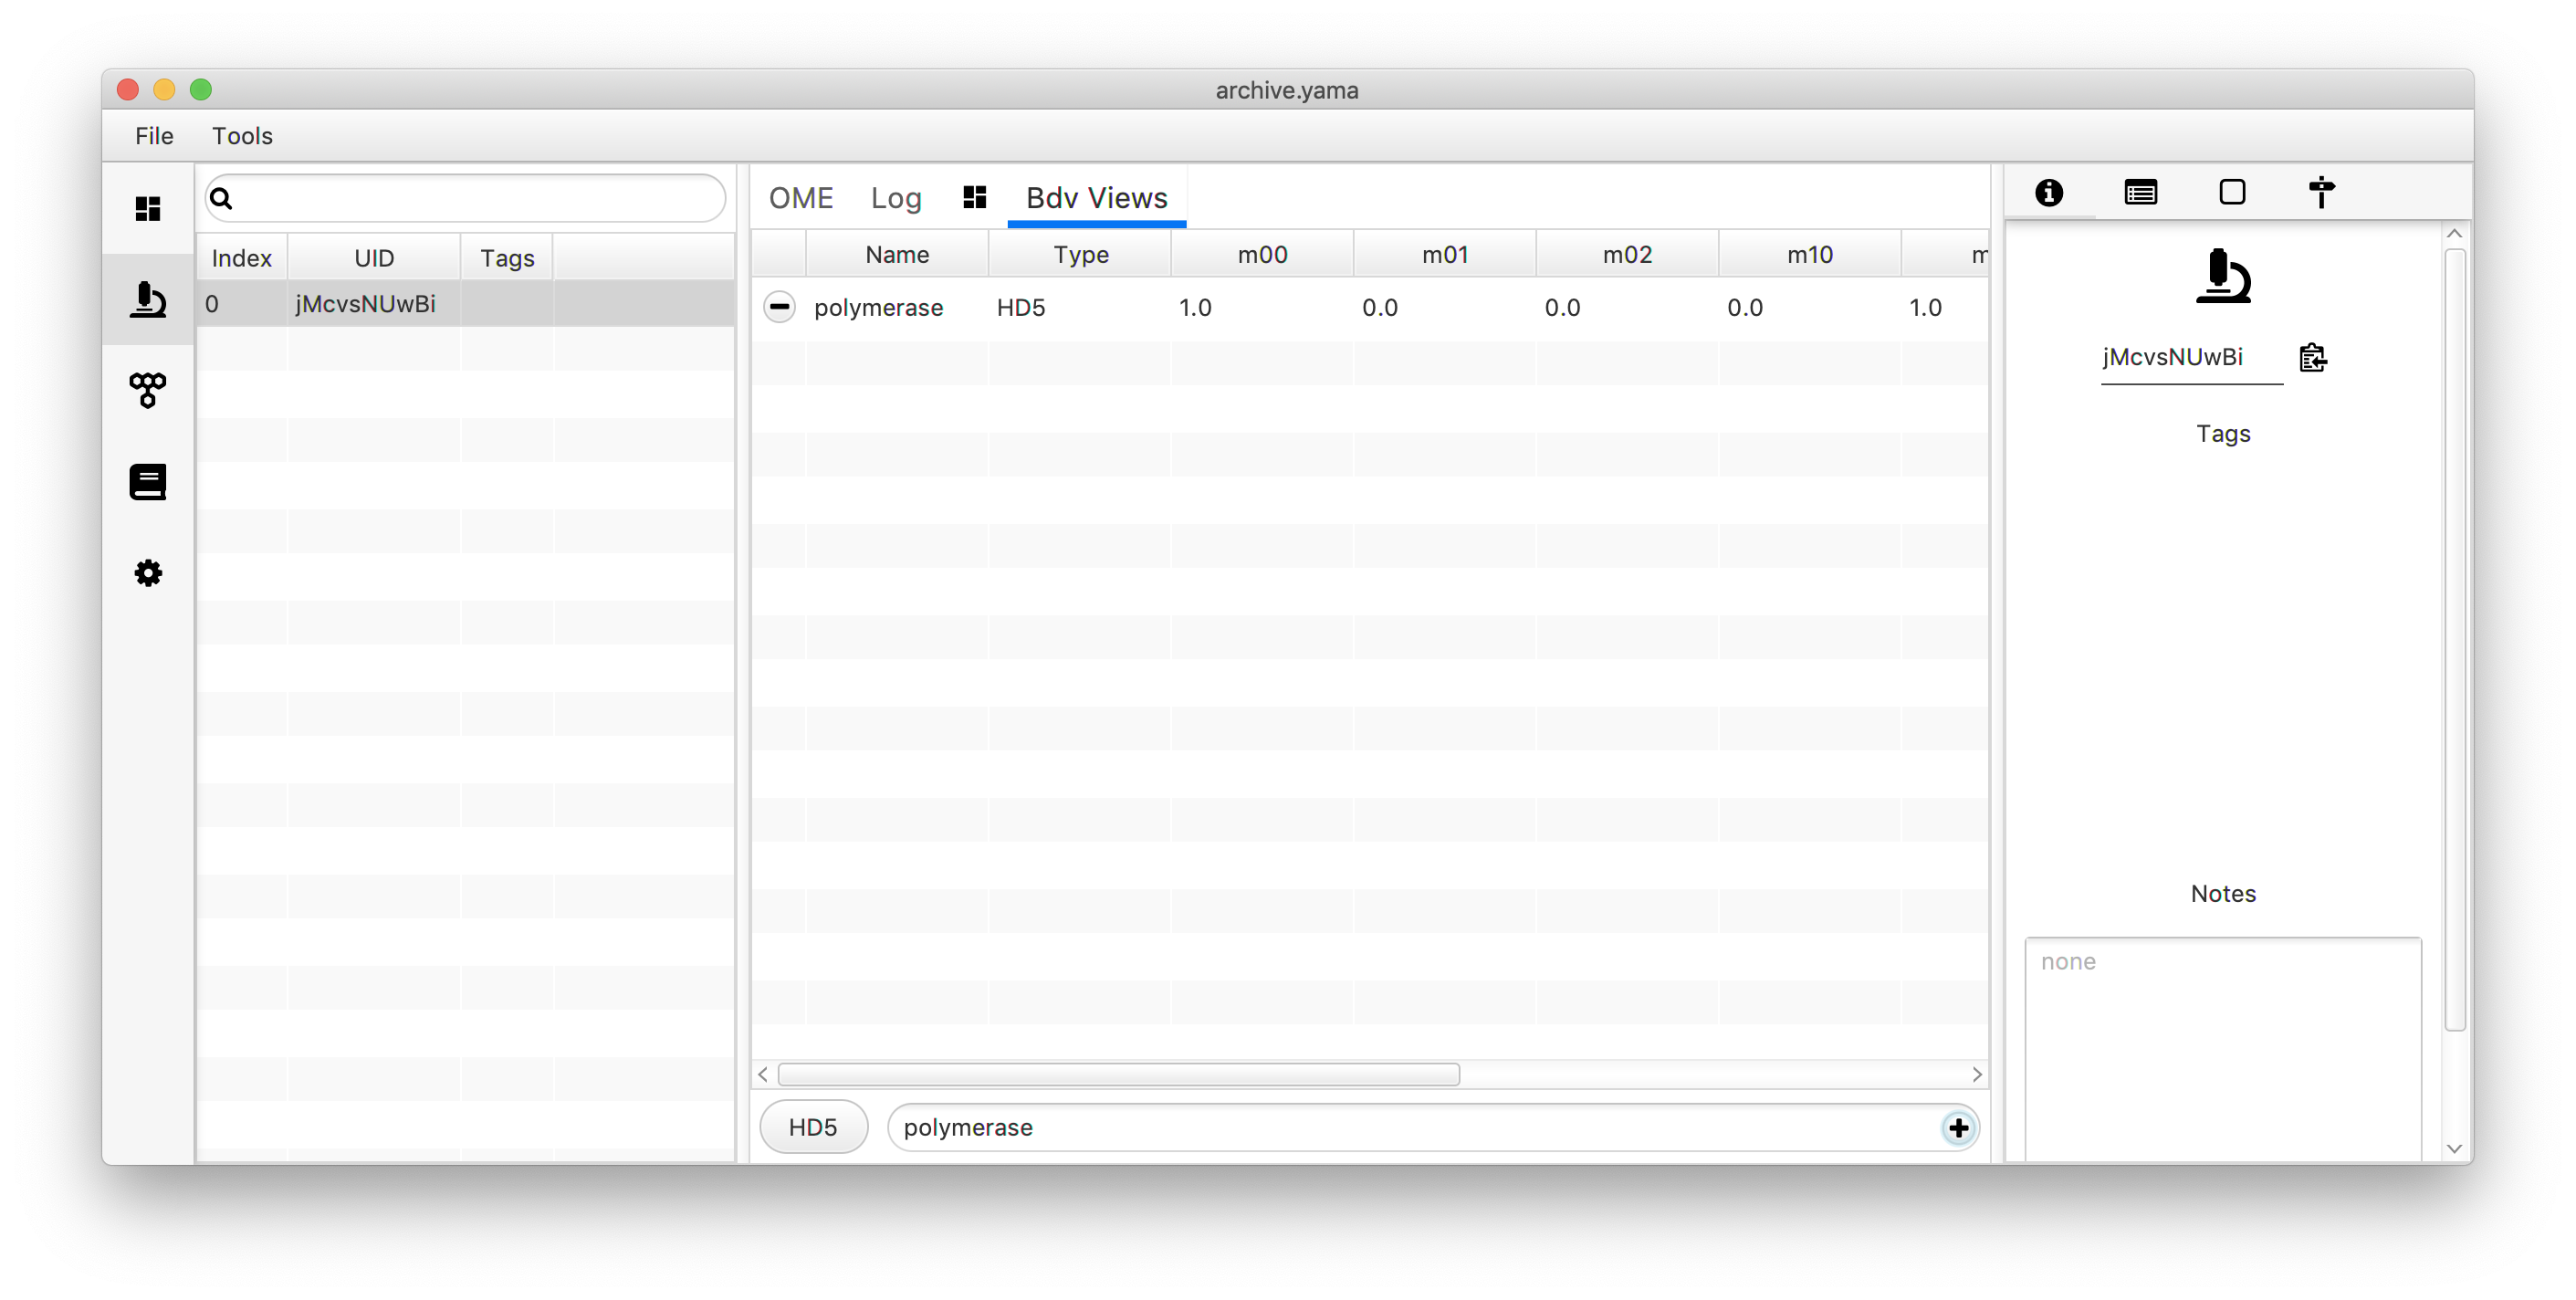 archive.yama
File Tools
OME Log Bdv Views
Index UID Tags
0 jMcvsNUwBi
Name Type m00 m01 m02 m10 m
polymerase HD5 1.0 0.0 0.0 0.0 1.0
HD5 polymerase
jMcvsNUwBi
Tags
Notes
none